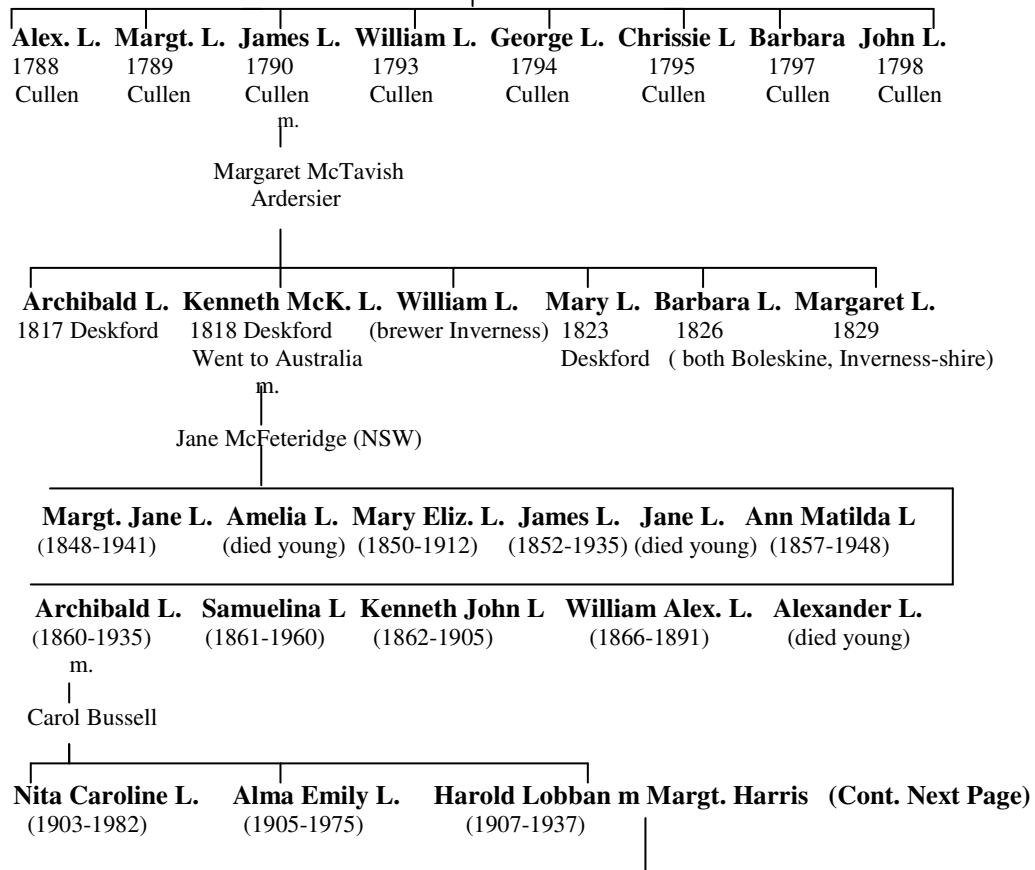 Alex. L. Margt. L. James L. William L. George L. Chrissie L Barbara John L.
1788 1789 1790 1793 1794 1795 1797 1798
Cullen Cullen Cullen Cullen Cullen Cullen Cullen Cullen
m.
Margaret McTavish
Ardersier
Archibald L. Kenneth McK. L. William L. Mary L. Barbara L. Margaret L.
1817 Deskford 1818 Deskford (brewer Inverness) 1823 1826 1829
Went to Australia Deskford ( both Boleskine, Inverness-shire)
m.
Jane McFeteridge (NSW)
Margt. Jane L. Amelia L. Mary Eliz. L. James L. Jane L. Ann Matilda L
(1848-1941) (died young) (1850-1912) (1852-1935) (died young) (1857-1948)
Archibald L. Samuelina L Kenneth John L William Alex. L. Alexander L.
(1860-1935) (1861-1960) (1862-1905) (1866-1891) (died young)
m.
Carol Bussell
Nita Caroline L. Alma Emily L. Harold Lobban m Margt. Harris (Cont. Next Page)
(1903-1982) (1905-1975) (1907-1937)